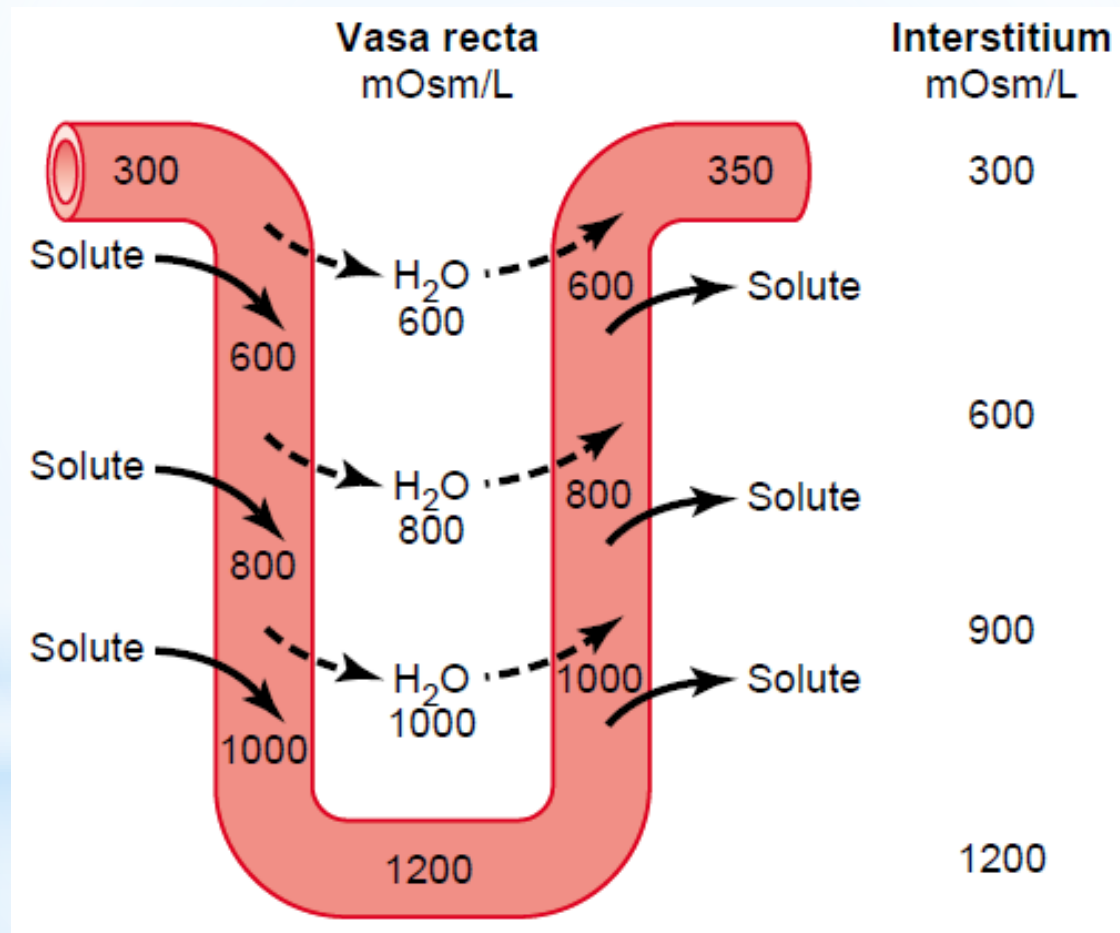 Vasa recta
mOsm/L
Interstitium
mOsm/L
300
350
300
Solute
H₂O
600
600
Solute
600
600
Solute
H₂O
800
800
Solute
800
900
Solute
H₂O
1000
1000
Solute
1000
1200
1200